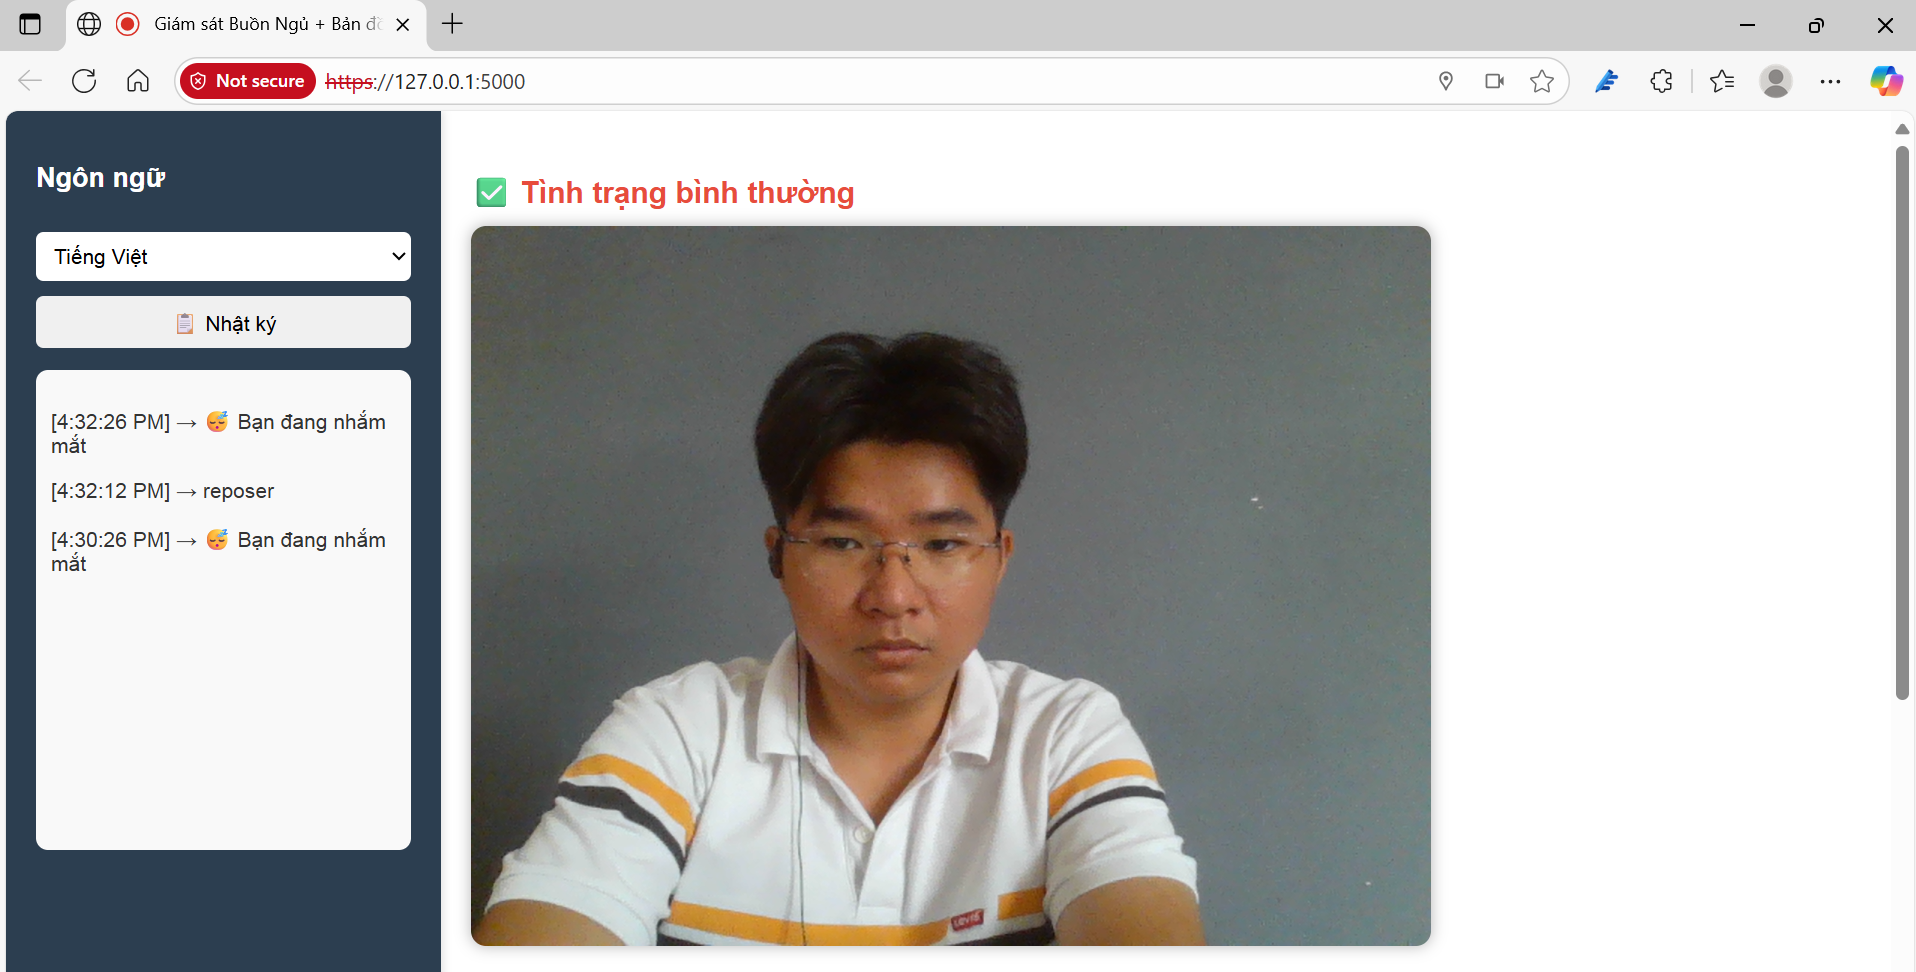 Giám sát Buồn Ngủ + Bản
Not secure https://127.0.0.1:5000
Ngôn ngữ
Tiếng Việt
📋 Nhật ký
[4:32:26 PM] → 😴 Bạn đang nhắm
mắt
[4:32:12 PM] → reposer
[4:30:26 PM] → 😴 Bạn đang nhắm
mắt
✅ Tình trạng bình thường
Levi's